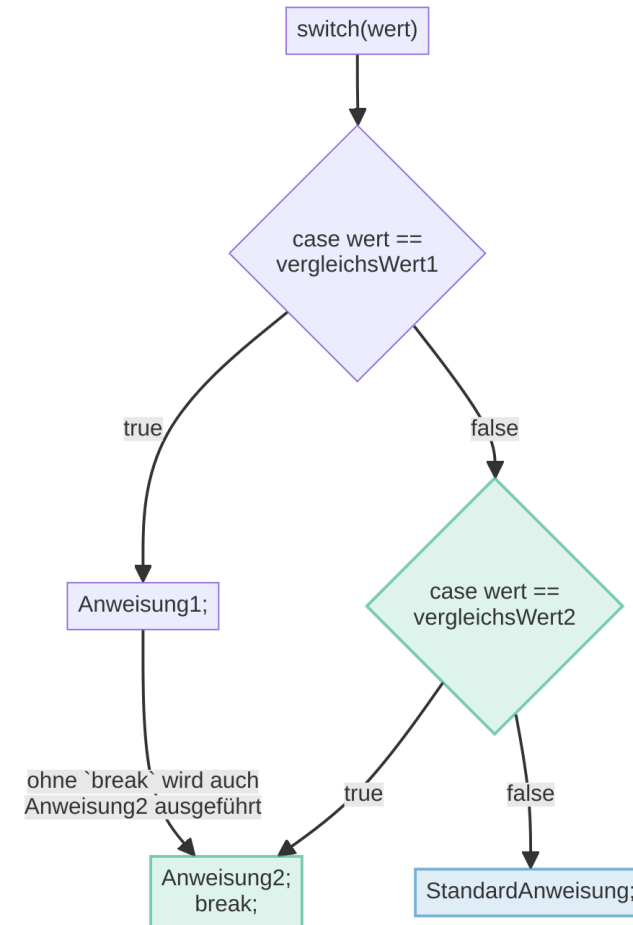 switch(wert)
case wert ==
vergleichsWert1
true
false
Anweisung1;
case wert ==
vergleichsWert2
ohne `break` wird auch
Anweisung2 ausgeführt
true
false
Anweisung2;
break;
StandardAnweisung;